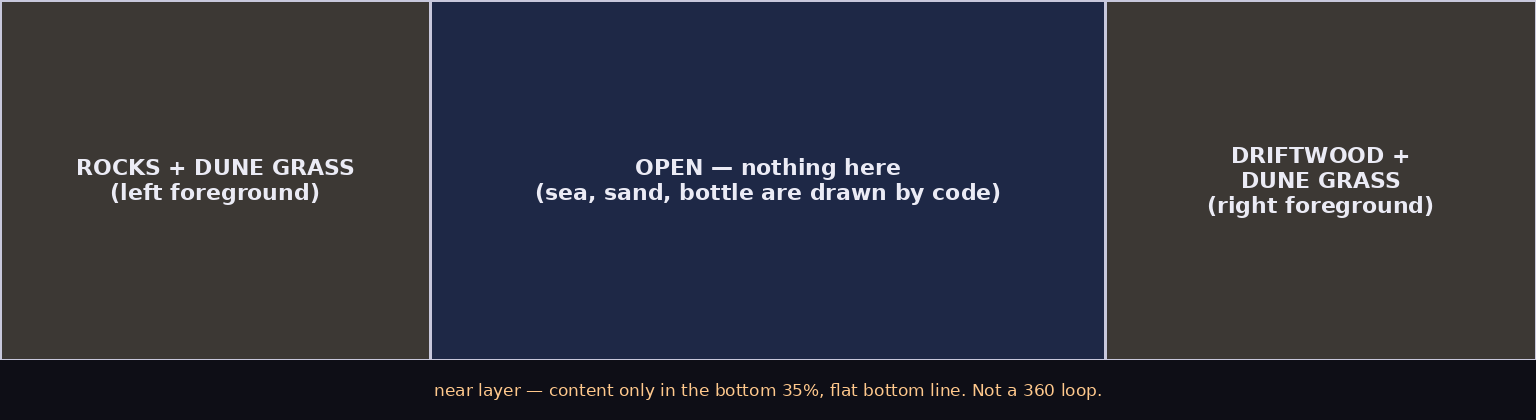 ROCKS + DUNE GRASS
(left foreground)
OPEN — nothing here
(sea, sand, bottle are drawn by code)
DRIFTWOOD +
DUNE GRASS
(right foreground)
near layer — content only in the bottom 35%, flat bottom line. Not a 360 loop.